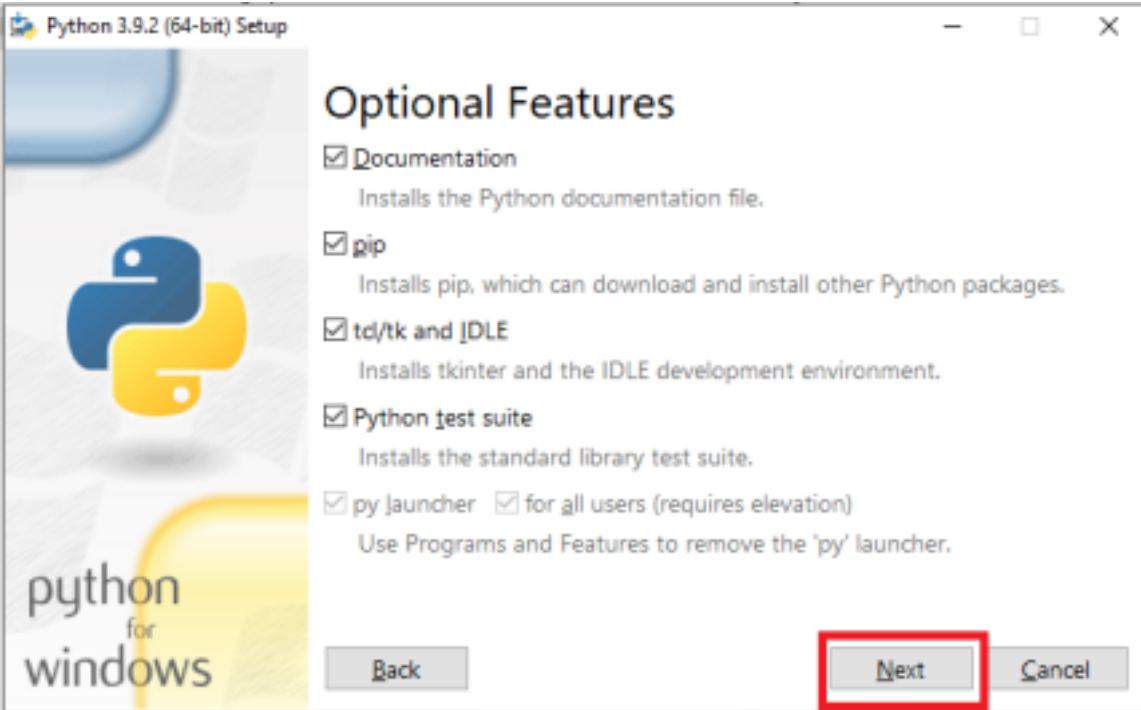 Python 3.9.2 (64-bit) Setup
Optional Features
Documentation
Installs the Python documentation file.
pip
Installs pip, which can download and install other Python packages.
tcl/tk and IDLE
Installs tkinter and the IDLE development environment.
Python test suite
Installs the standard library test suite.
py launcher for all users (requires elevation)
Use Programs and Features to remove the 'py' launcher.
python
for
windows
Back Next Cancel